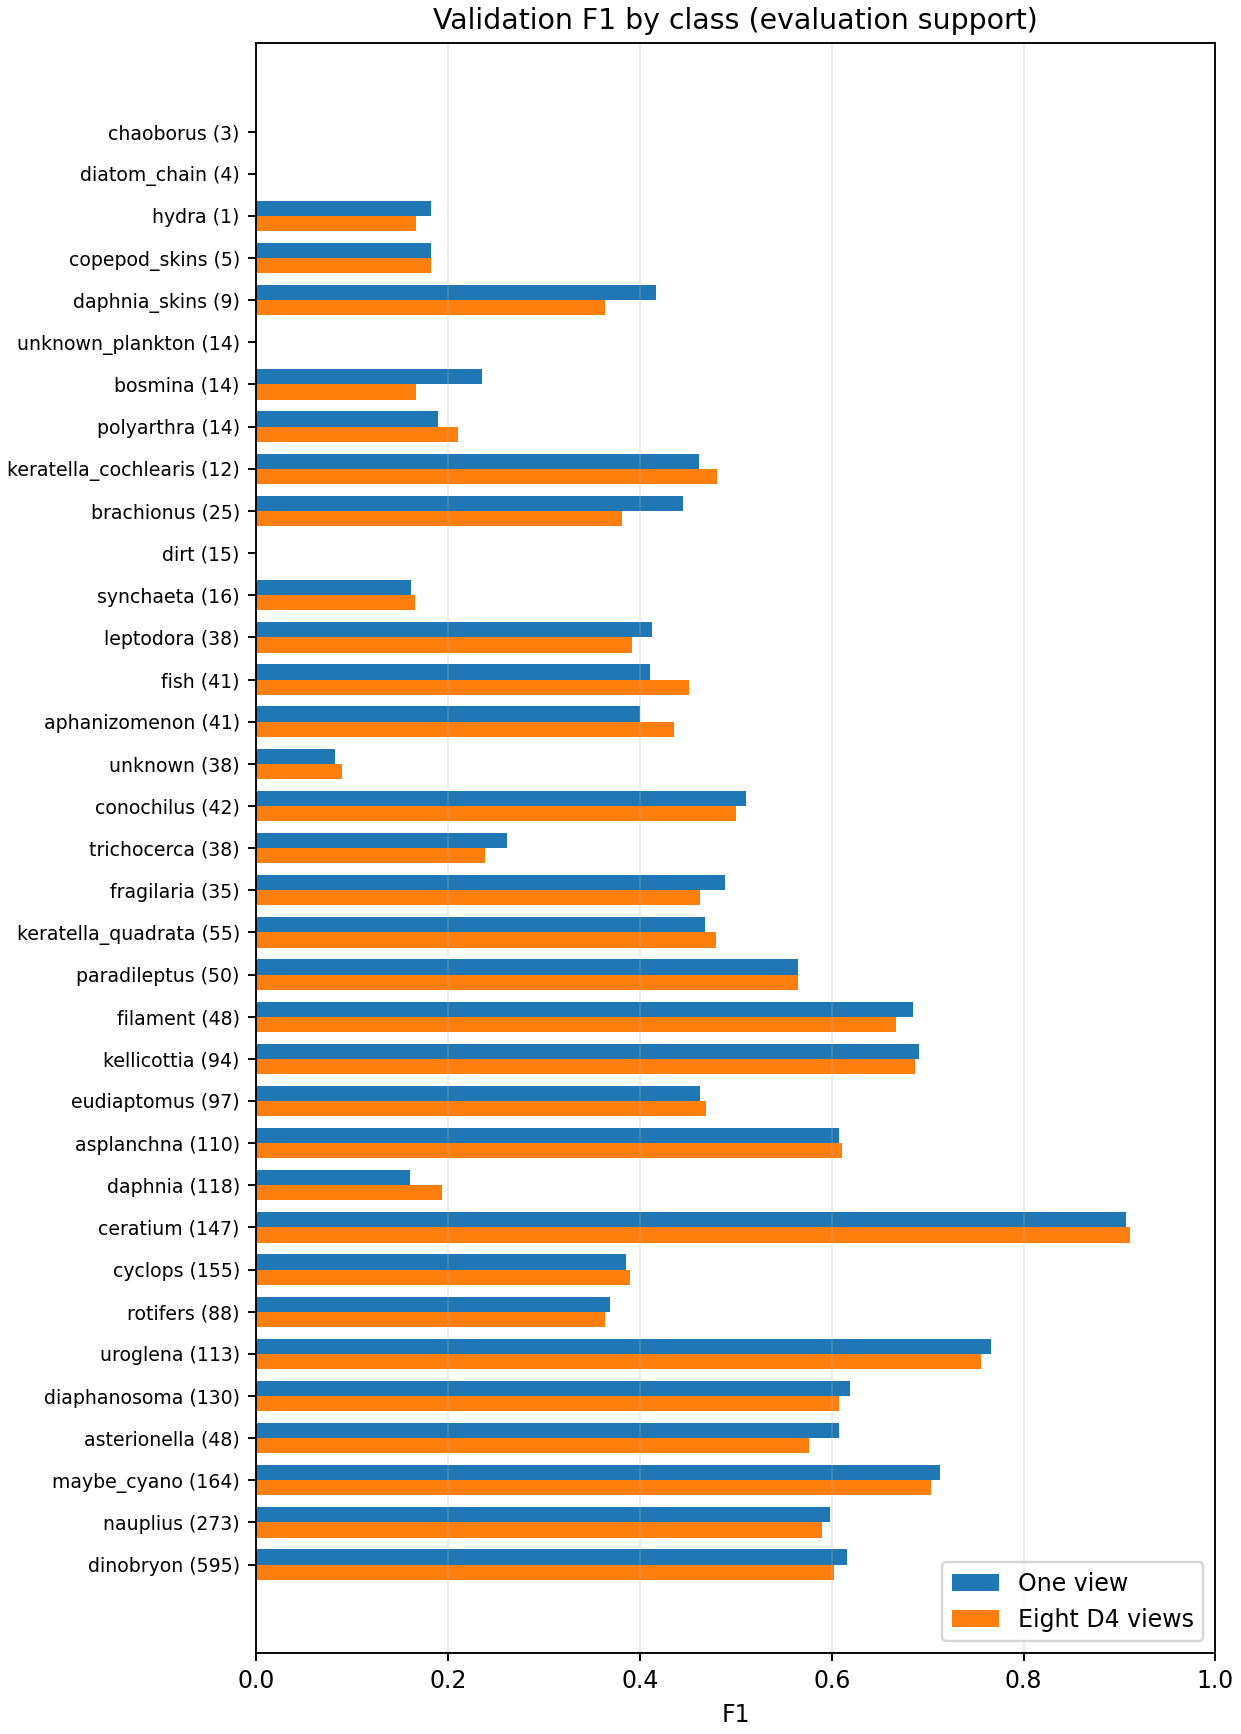 Validation F1 by class (evaluation support)
chaoborus (3)
diatom_chain (4)
hydra (1)
copepod_skins (5)
daphnia_skins (9)
unknown_plankton (14)
bosmina (14)
polyarthra (14)
keratella_cochlearis (12)
brachionus (25)
dirt (15)
synchaeta (16)
leptodora (38)
fish (41)
aphanizomenon (41)
unknown (38)
conochilus (42)
trichocerca (38)
fragilaria (35)
keratella_quadrata (55)
paradileptus (50)
filament (48)
kellicottia (94)
eudiaptomus (97)
asplanchna (110)
daphnia (118)
ceratium (147)
cyclops (155)
rotifers (88)
uroglena (113)
diaphanosoma (130)
asterionella (48)
maybe_cyano (164)
nauplius (273)
dinobryon (595)
One view
Eight D4 views
0.0 0.2 0.4 0.6 0.8 1.0
F1